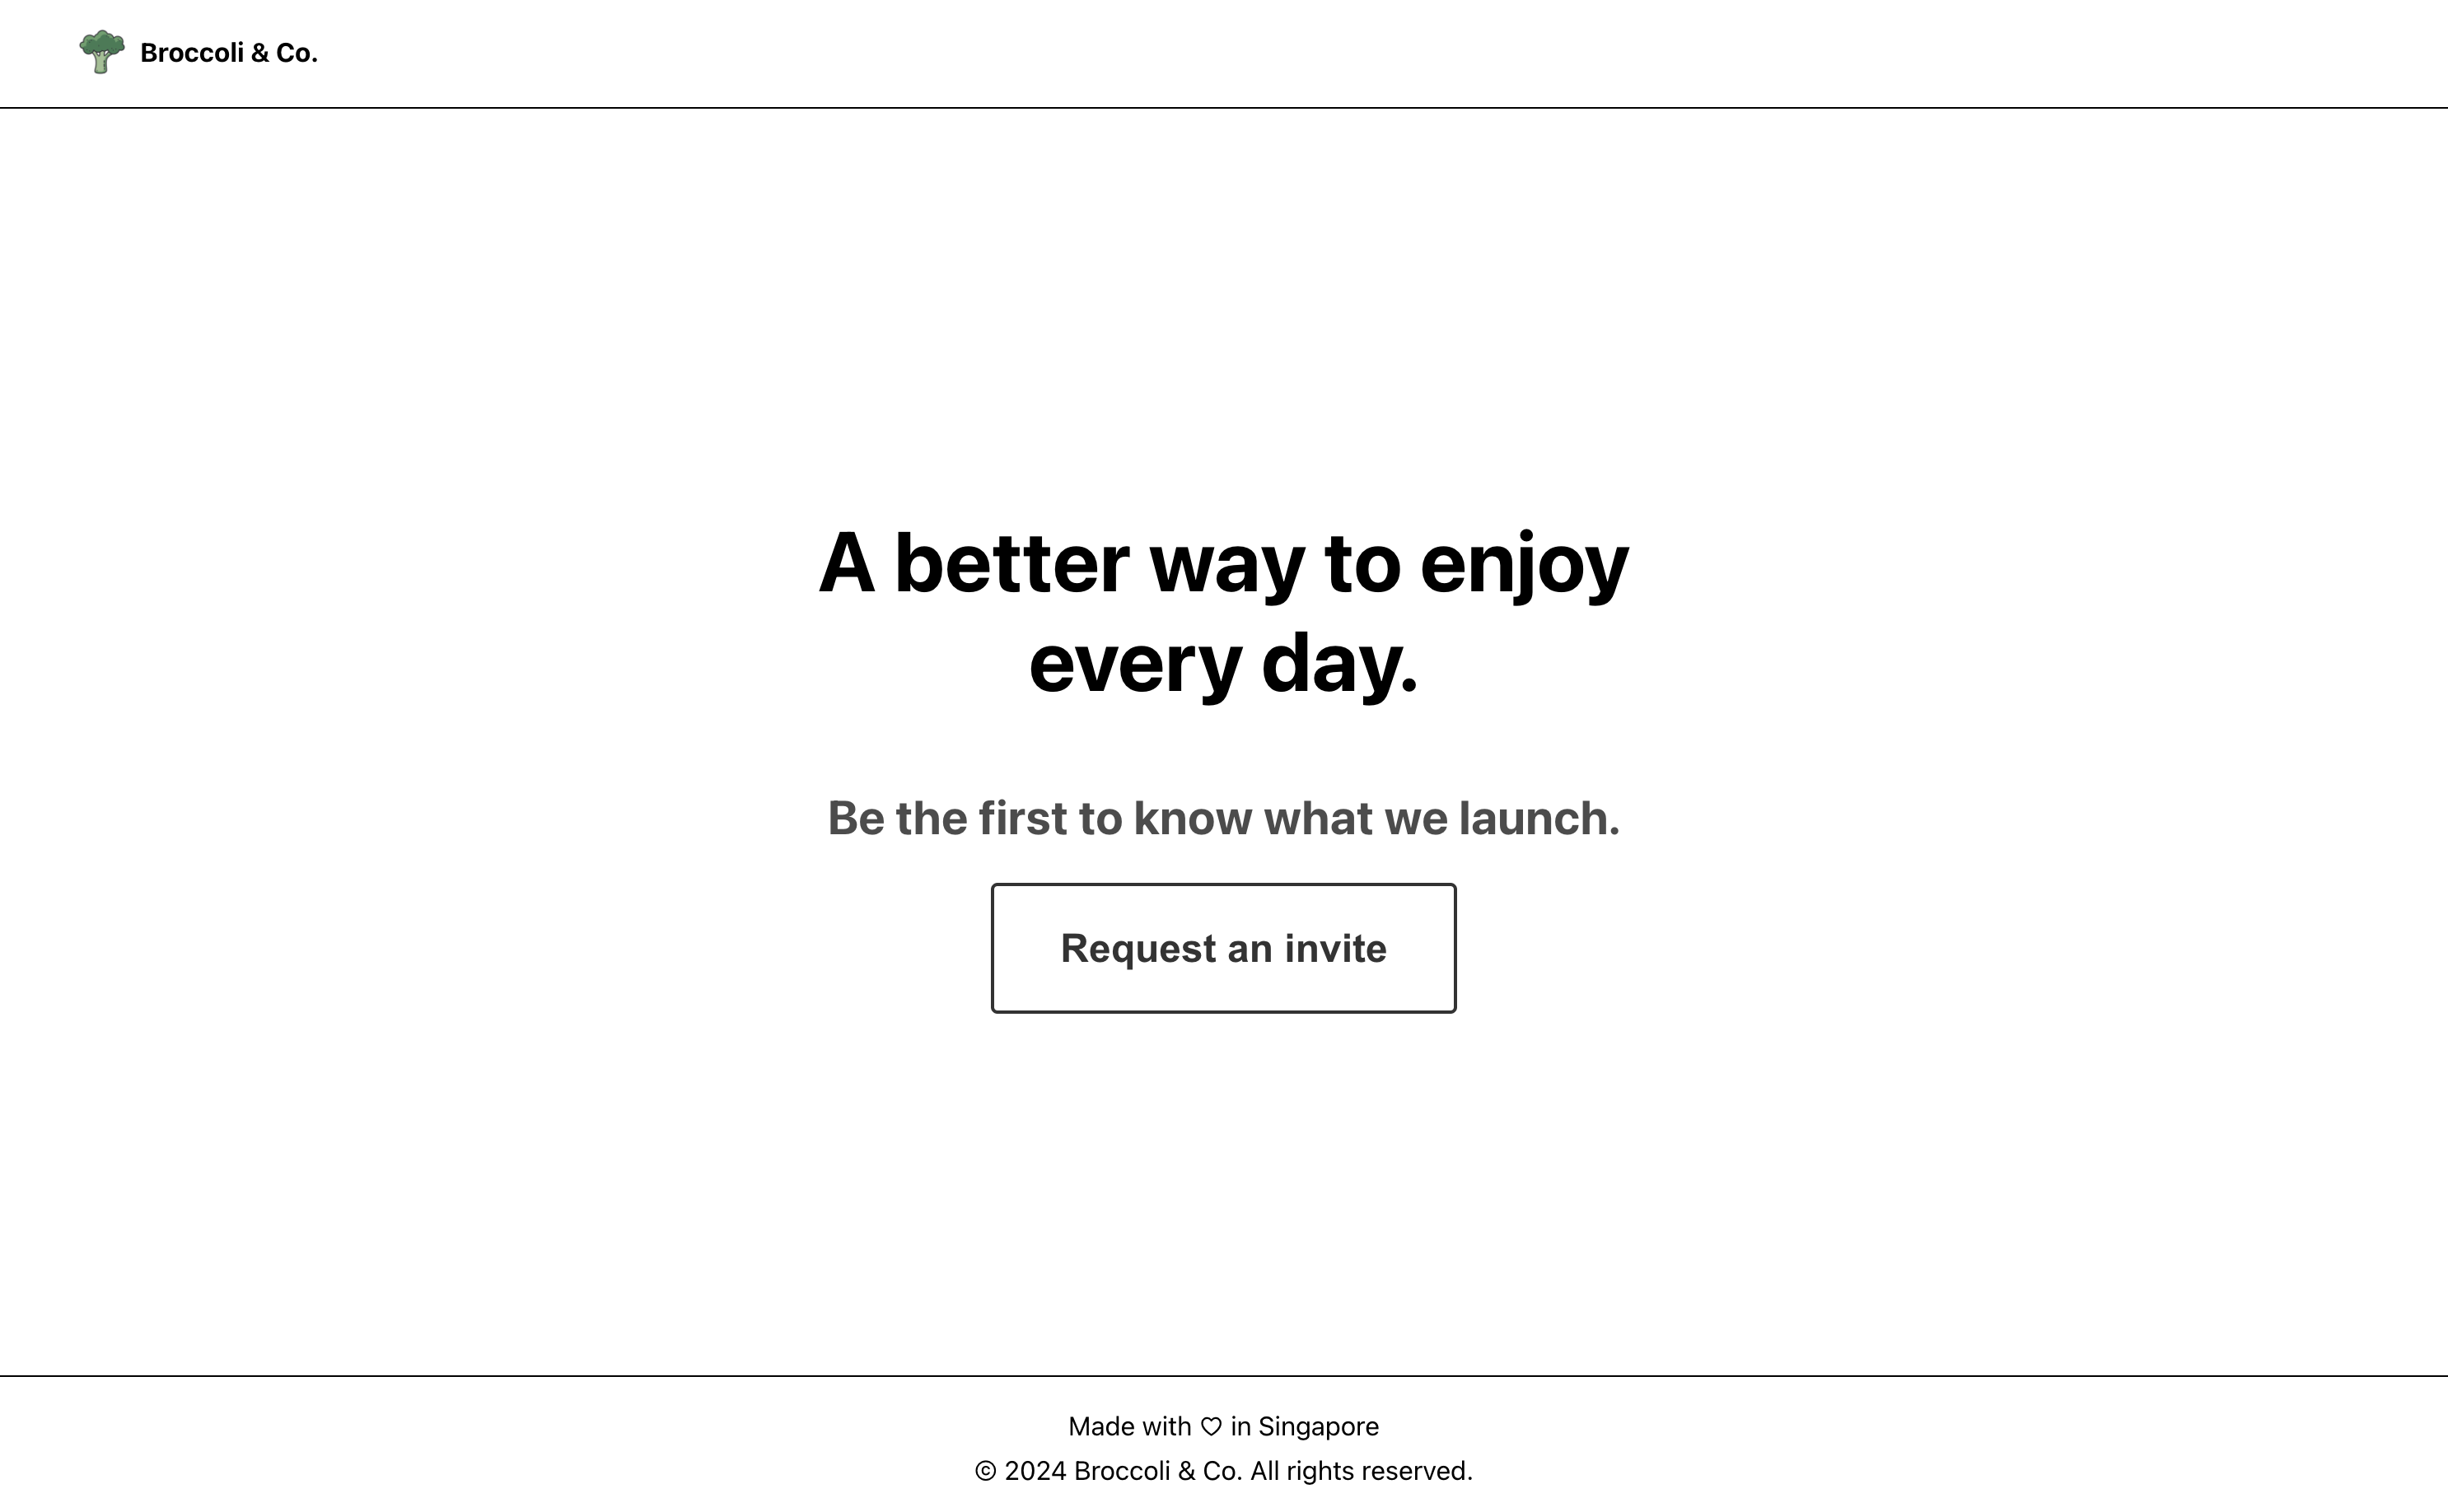 Broccoli & Co.
A better way to enjoy
every day.
Be the first to know what we launch.
Request an invite
Made with ♡ in Singapore
© 2024 Broccoli & Co. All rights reserved.